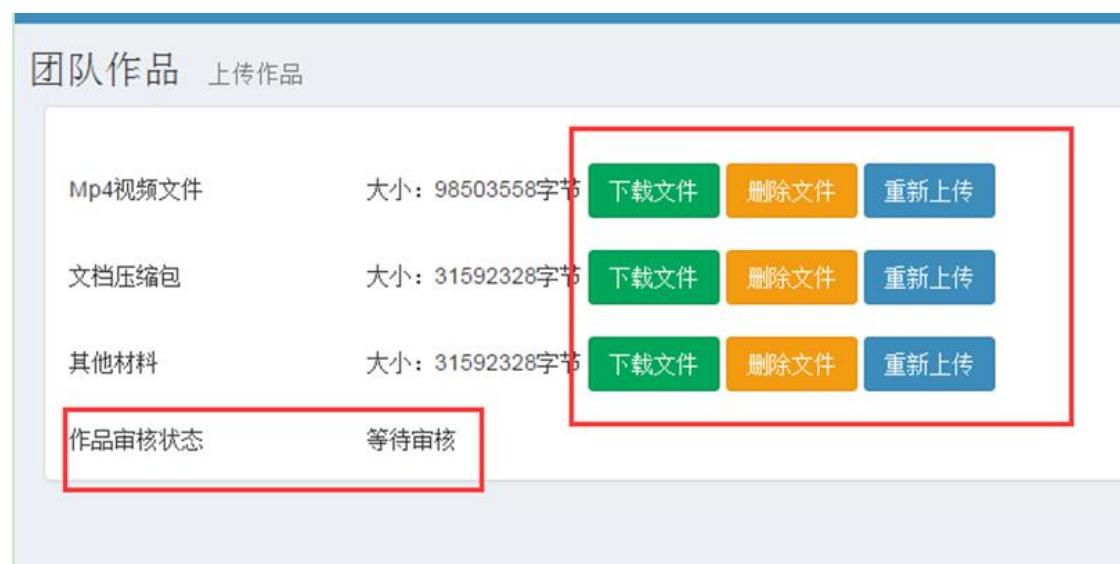 团队作品 上传作品
Mp4视频文件 大小：98503558字节 下载文件 删除文件 重新上传
文档压缩包 大小：31592328字节 下载文件 删除文件 重新上传
其他材料 大小：31592328字节 下载文件 删除文件 重新上传
作品审核状态 等待审核